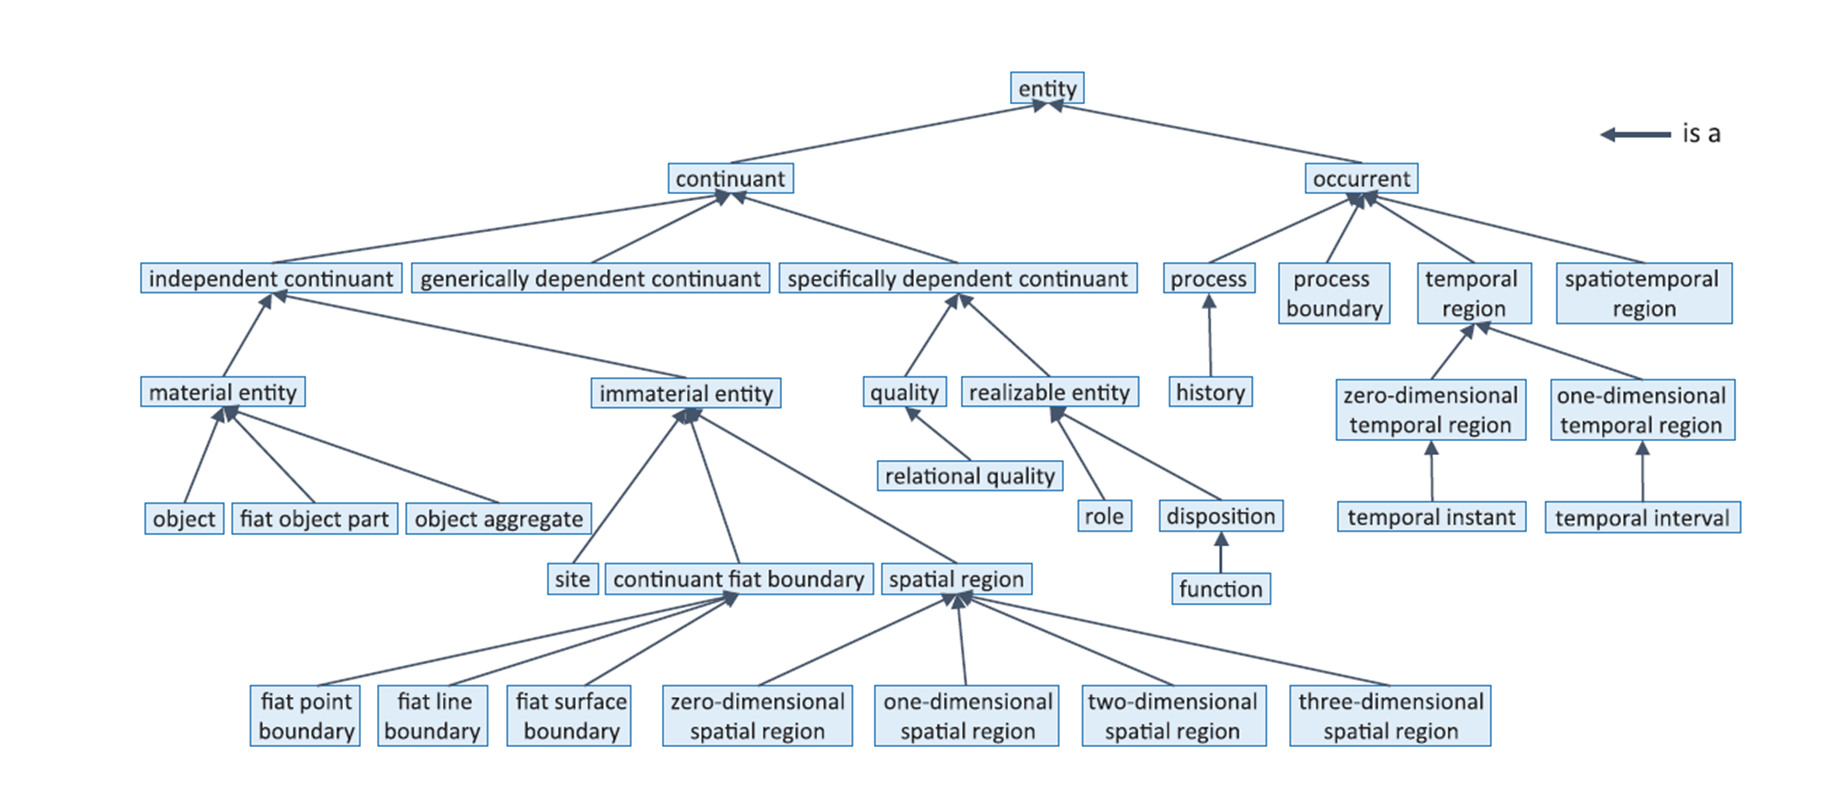 entity
is a
continuant
occurrent
independent continuant
generically dependent continuant
specifically dependent continuant
process
process
boundary
temporal
region
spatiotemporal
region
material entity
immaterial entity
quality
realizable entity
history
zero-dimensional
temporal region
one-dimensional
temporal region
relational quality
object
fiat object part
object aggregate
role
disposition
temporal instant
temporal interval
site
continuant fiat boundary
spatial region
function
fiat point
boundary
fiat line
boundary
fiat surface
boundary
zero-dimensional
spatial region
one-dimensional
spatial region
two-dimensional
spatial region
three-dimensional
spatial region